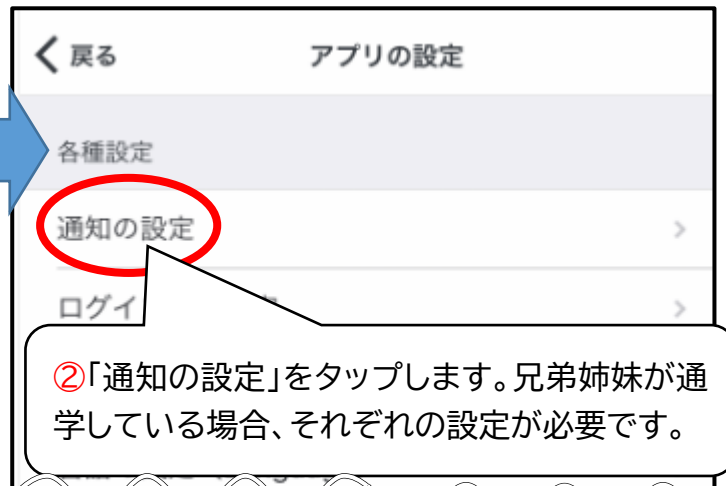 戻る
アプリの設定
各種設定
通知の設定
ログイ
②「通知の設定」をタップします。兄弟姉妹が通
学している場合、それぞれの設定が必要です。